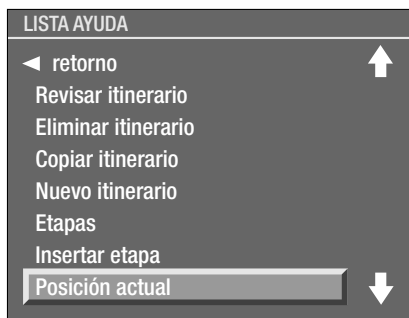 LISTA AYUDA
retorno
Revisar itinerario
Eliminar itinerario
Copiar itinerario
Nuevo itinerario
Etapas
Insertar etapa
Posición actual